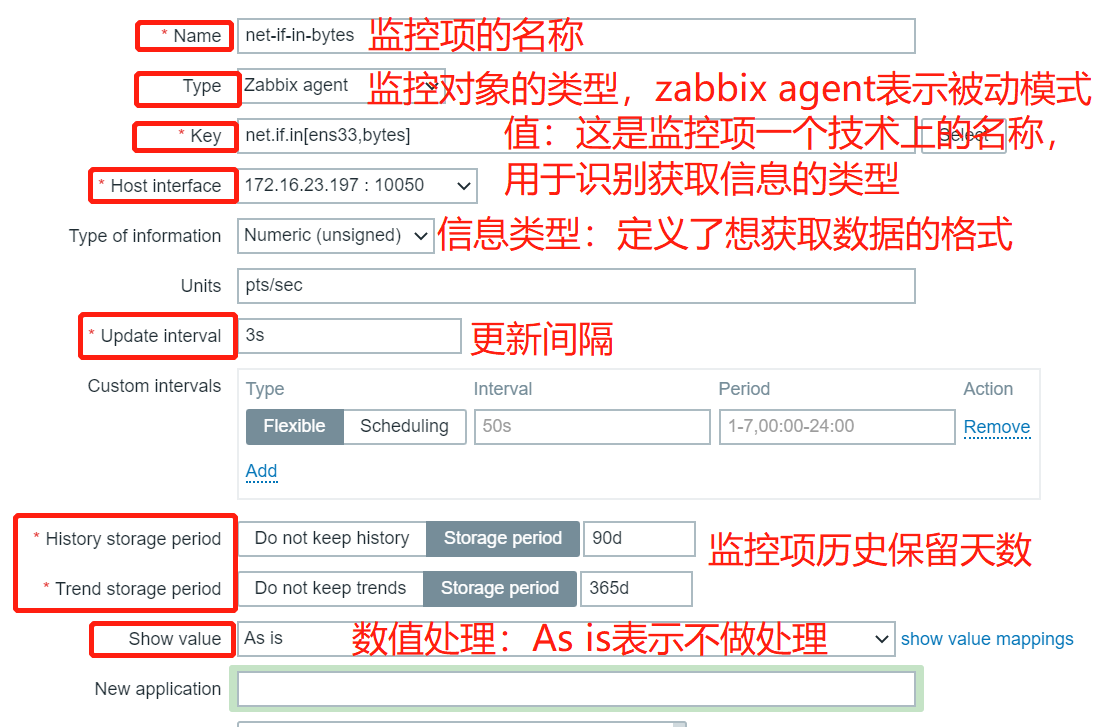 * Name net-if-in-bytes 监控项的名称
Type Zabbix agent 监控对象的类型，zabbix agent表示被动模式
* Key net.if.in[ens33,bytes] 值：这是监控项一个技术上的名称， Select
* Host interface 172.16.23.197 : 10050 用于识别获取信息的类型
Type of information Numeric (unsigned) 信息类型：定义了想获取数据的格式
Units pts/sec
* Update interval 3s 更新间隔
Custom intervals Type Interval Period Action
Flexible Scheduling 50s 1-7,00:00-24:00 Remove
Add
* History storage period Do not keep history Storage period 90d 监控项历史保留天数
* Trend storage period Do not keep trends Storage period 365d
Show value As is 数值处理：As is表示不做处理 show value mappings
New application